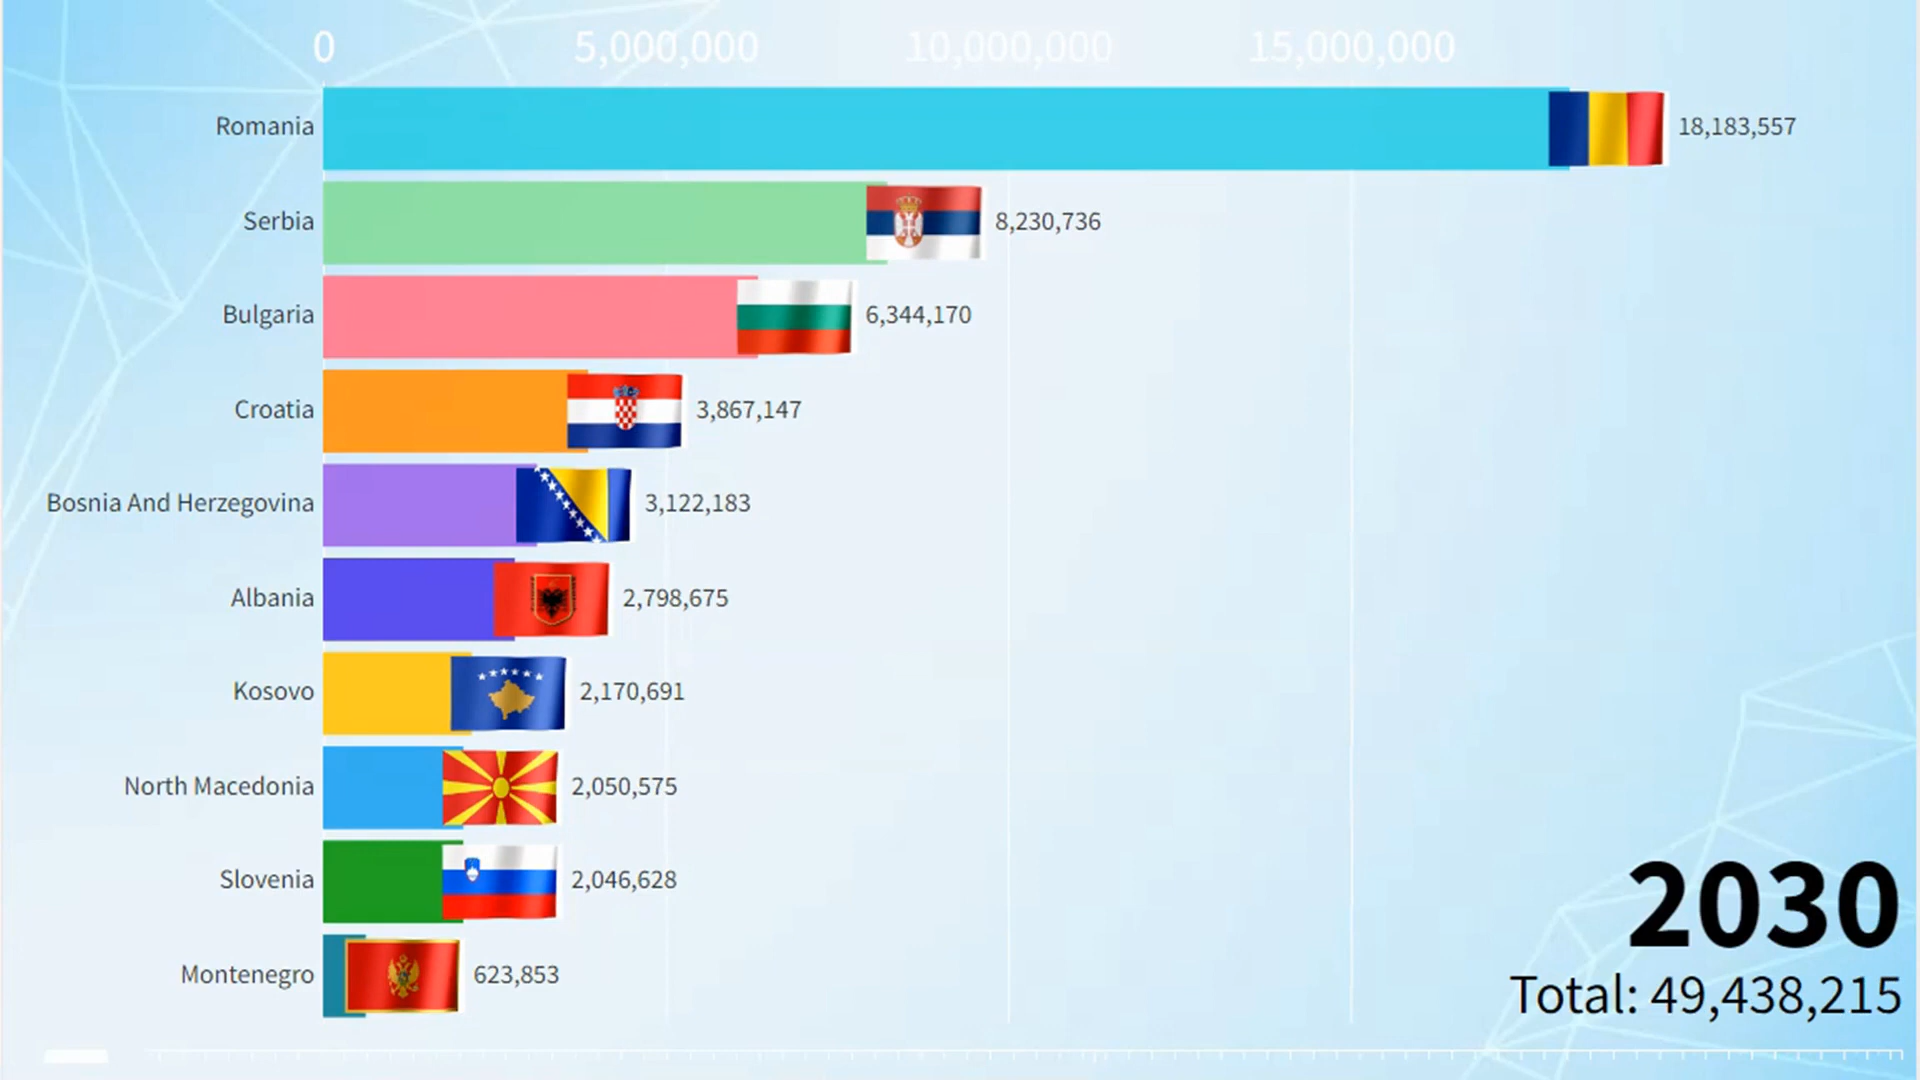 0 5,000,000 10,000,000 15,000,000
Romania 18,183,557
Serbia 8,230,736
Bulgaria 6,344,170
Croatia 3,867,147
Bosnia And Herzegovina 3,122,183
Albania 2,798,675
Kosovo 2,170,691
North Macedonia 2,050,575
Slovenia 2,046,628
Montenegro 623,853
2030
Total: 49,438,215